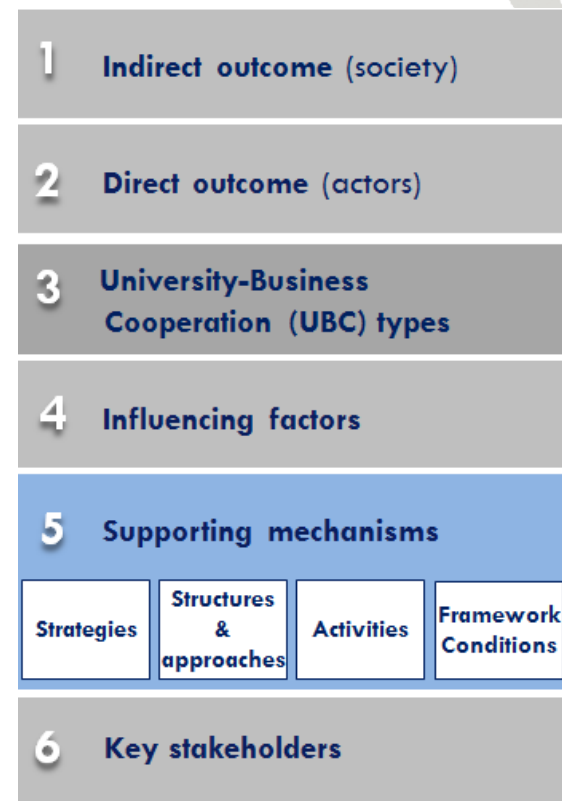 1 Indirect outcome (society)
2 Direct outcome (actors)
3 University-Business
Cooperation (UBC) types
4 Influencing factors
5 Supporting mechanisms
Strategies
Structures
&
approaches
Activities
Framework
Conditions
6 Key stakeholders